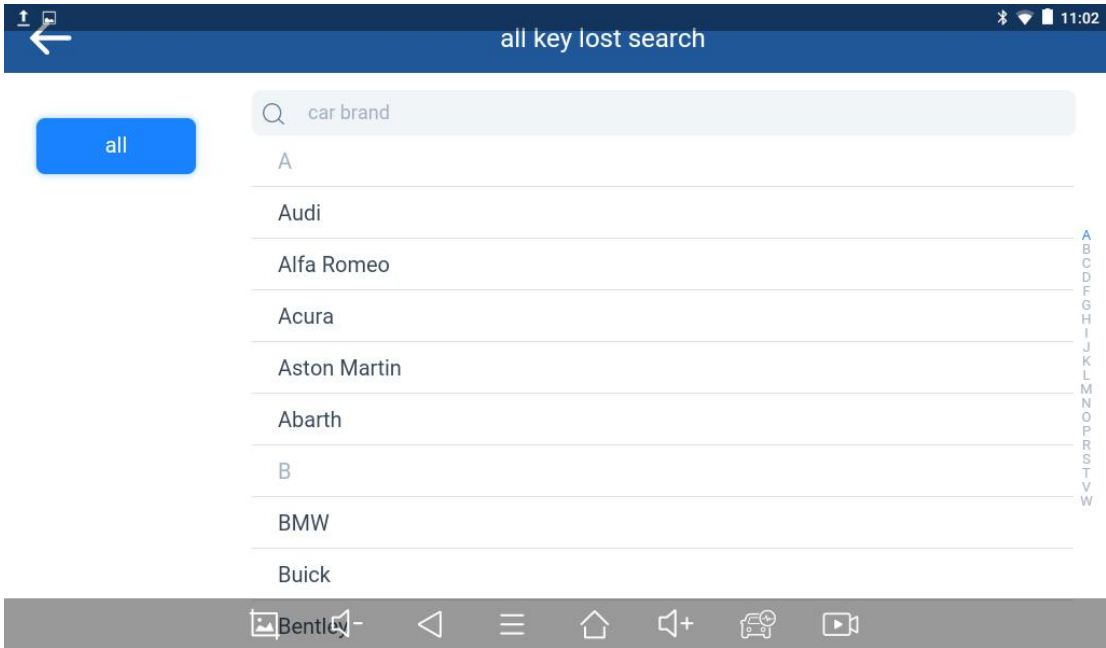 11:02
all key lost search
car brand
all
A
Audi
Alfa Romeo
Acura
Aston Martin
Abarth
B
BMW
Buick
Bentley
A
B
C
D
F
G
H
I
J
K
L
M
N
O
P
R
S
T
V
W